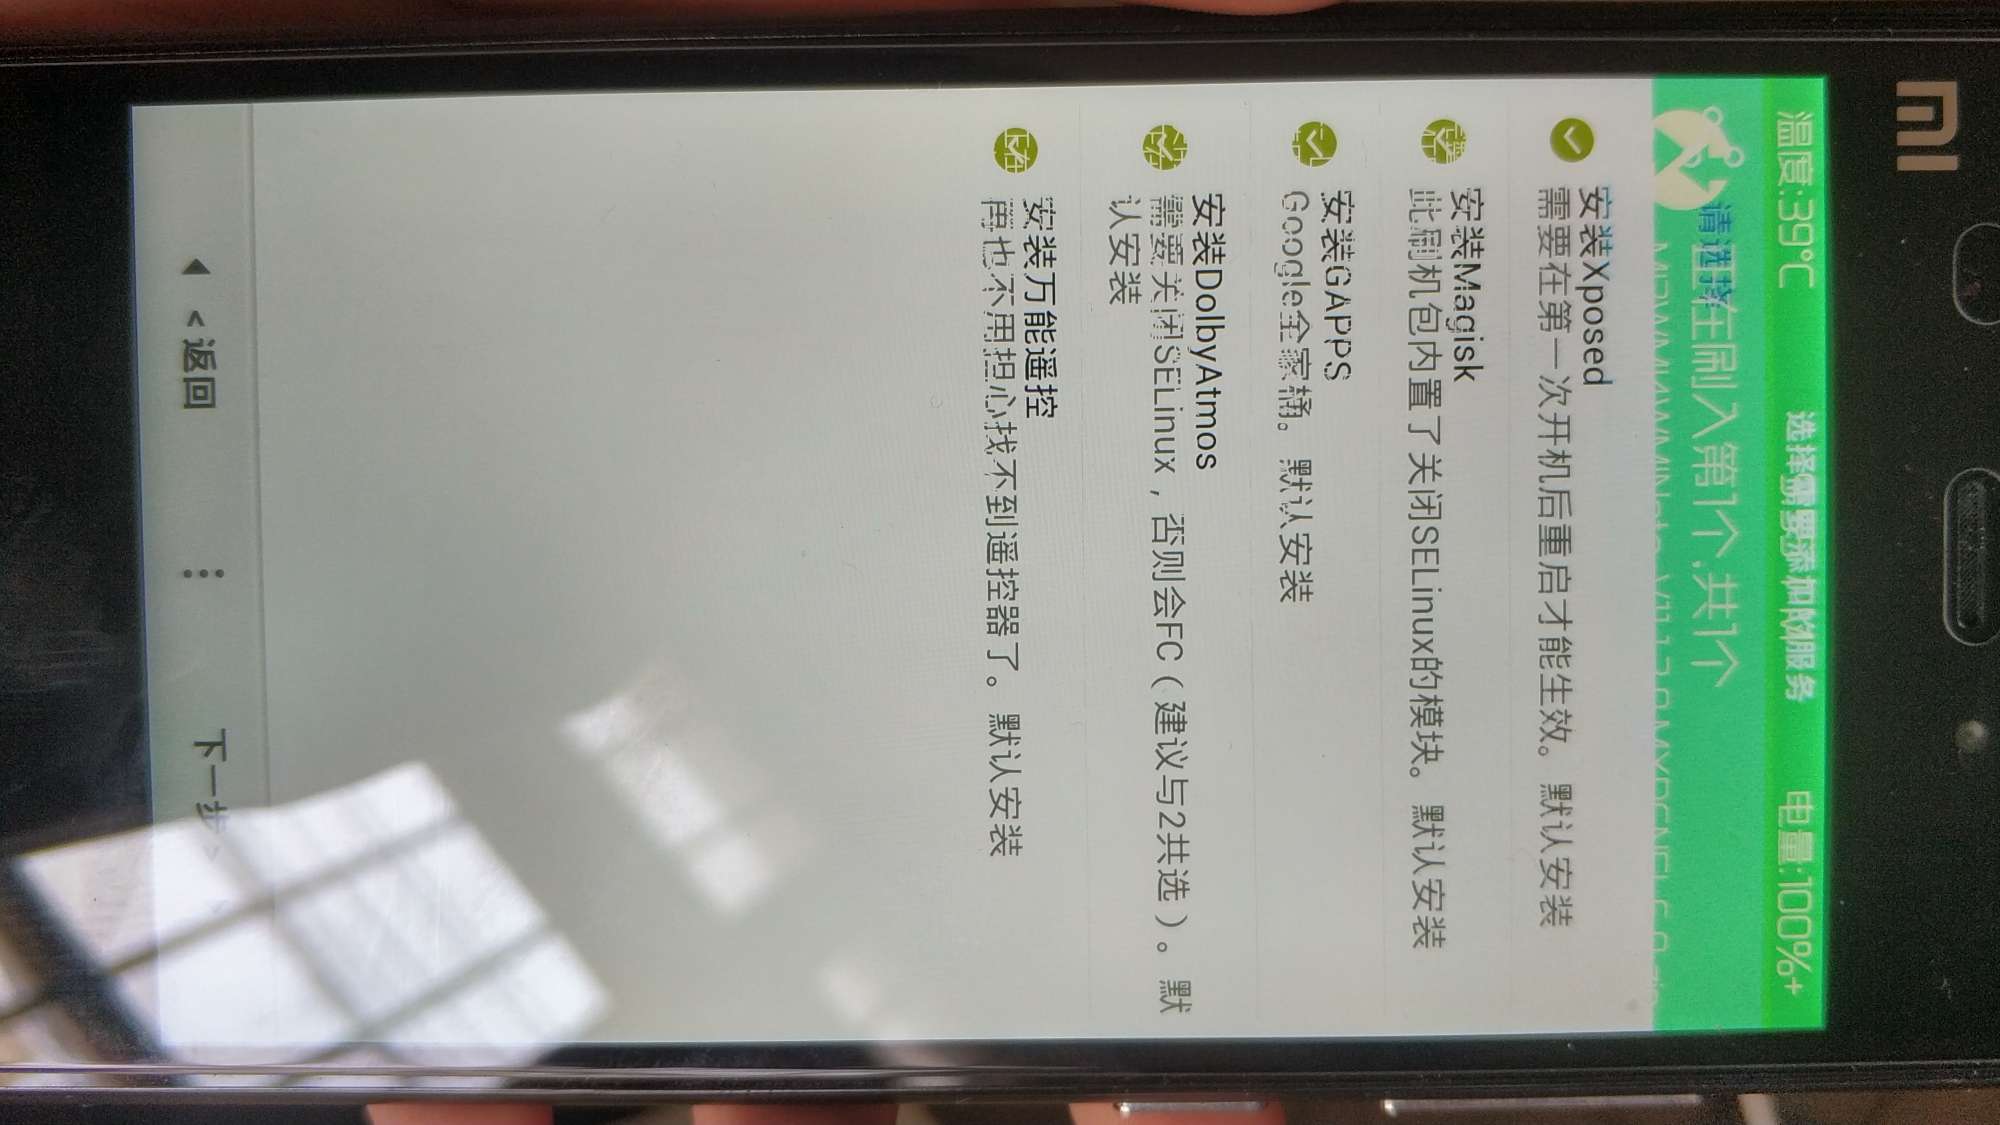 MI
温度:39°C
选择需要添加的服务
电量:100%+
请选择
在刷入第1个,共1个
安装Xposed
需要在第一次开机后重启才能生效。默认安装
安装Magisk
此刷机包内置了关闭SELinux的模块。默认安装
安装GAPPS
Google全家桶。默认安装
安装DolbyAtmos
需要关闭SELinux，否则会FC（建议与2共选）。默
认安装
安装万能遥控
再也不用担心找不到遥控器了。默认安装
< 返回
下一步 >